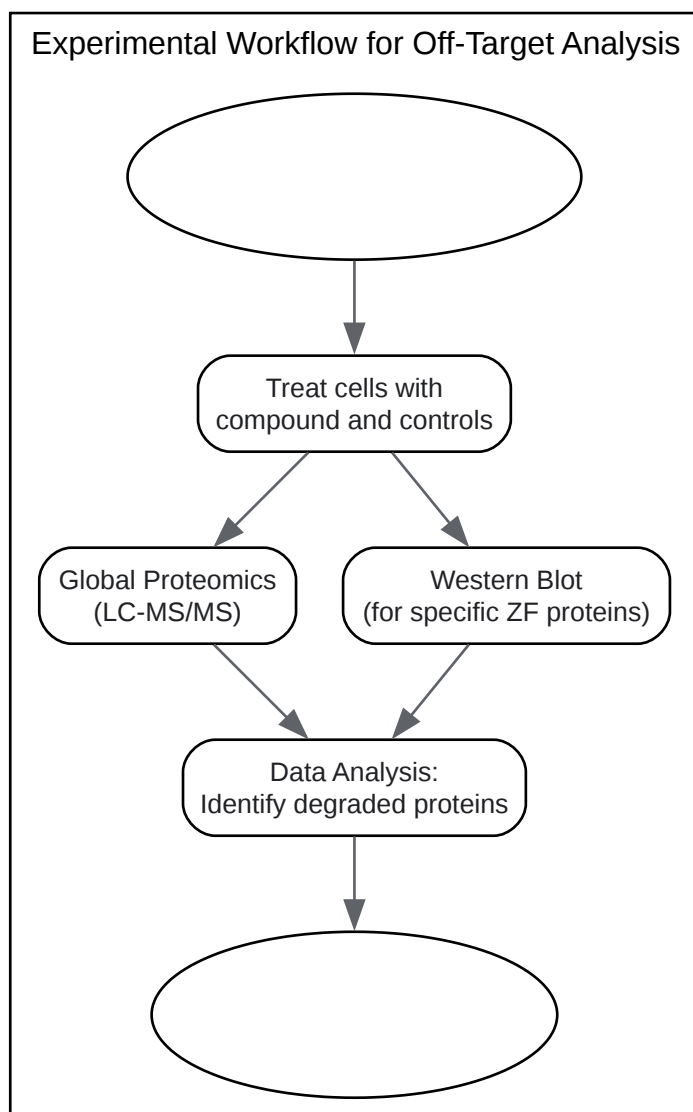 Experimental Workflow for Off-Target Analysis
Treat cells with
compound and controls
Global Proteomics
(LC-MS/MS)
Western Blot
(for specific ZF proteins)
Data Analysis:
Identify degraded proteins